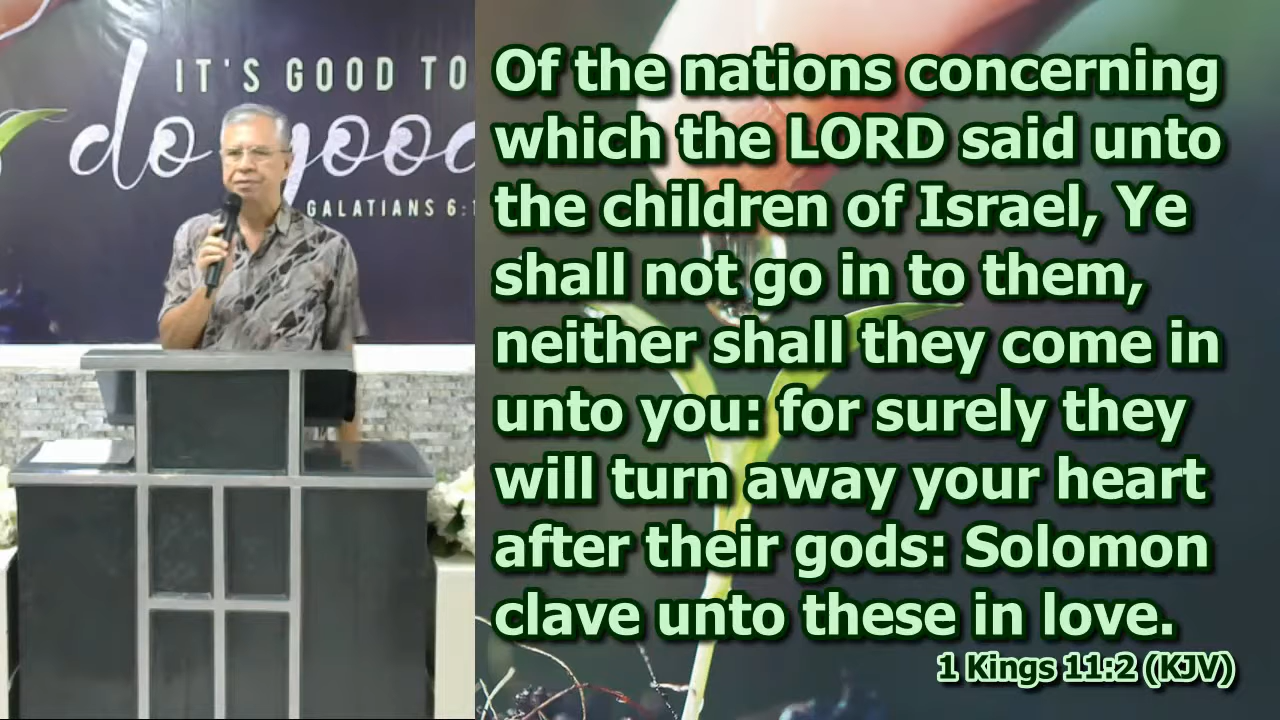 IT'S GOOD TO
do good
GALATIANS 6:1
Of the nations concerning
which the LORD said unto
the children of Israel, Ye
shall not go in to them,
neither shall they come in
unto you: for surely they
will turn away your heart
after their gods: Solomon
clave unto these in love.
1 Kings 11:2 (KJV)